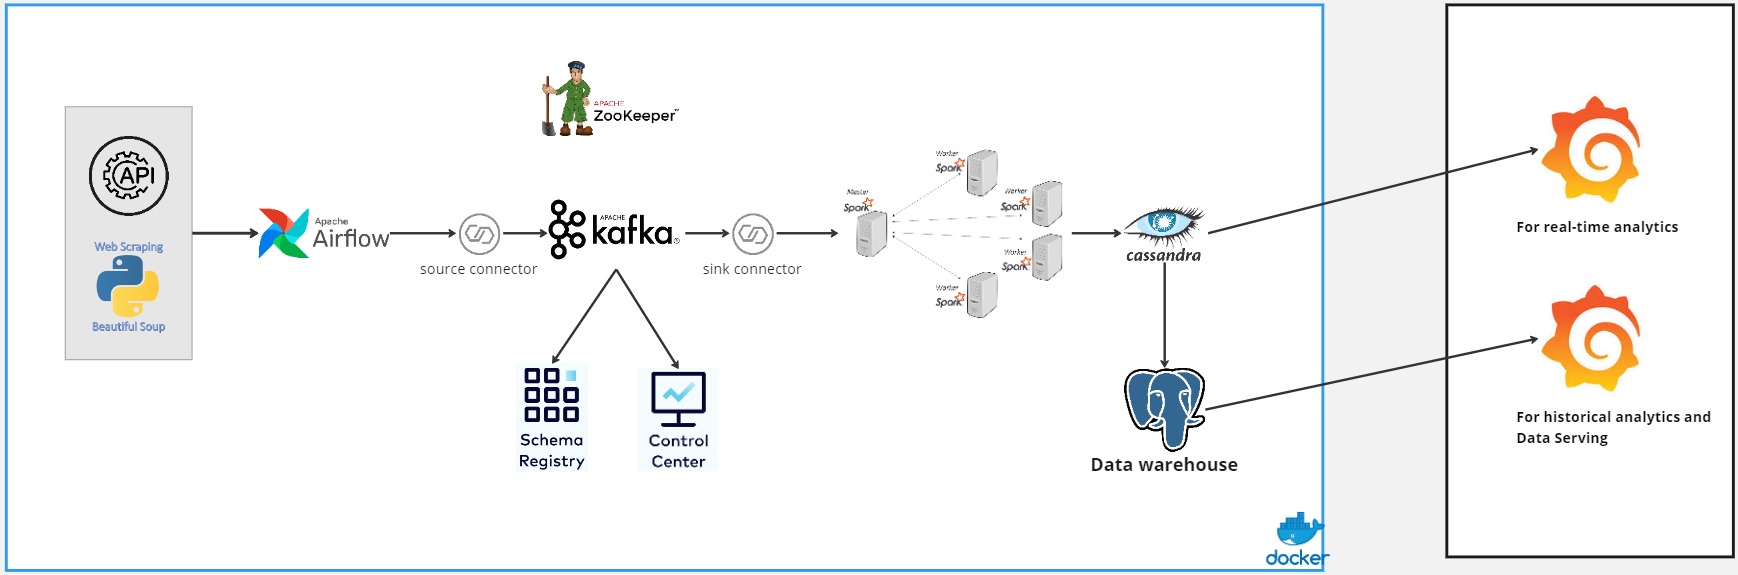 API
Web Scraping
Beautiful Soup
Apache
Airflow
source connector
APACHE
ZooKeeper™
APACHE
kafka®
Schema
Registry
Control
Center
sink connector
Master
Spark
Worker
Spark
Worker
Spark
Worker
Spark
Worker
Spark
cassandra
Data warehouse
docker
For real-time analytics
For historical analytics and
Data Serving